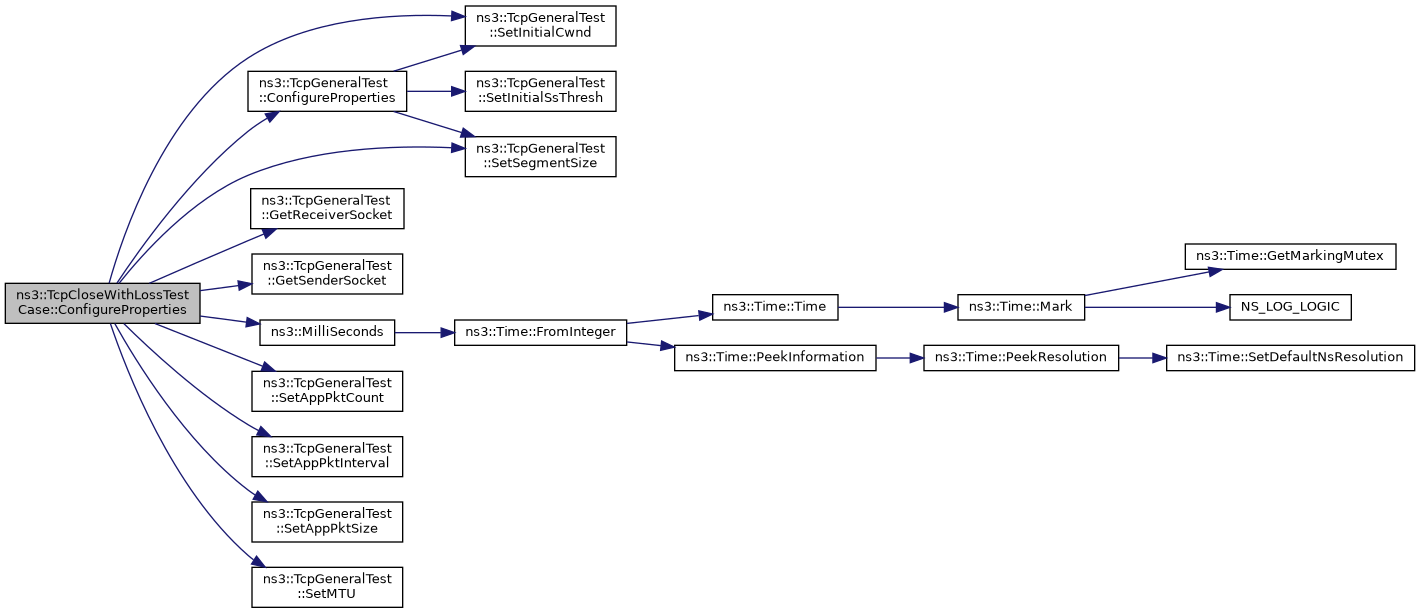 ns3::TcpGeneralTest
::SetInitialCwnd
ns3::TcpGeneralTest
::ConfigureProperties
ns3::TcpGeneralTest
::SetInitialSsThresh
ns3::TcpGeneralTest
::SetSegmentSize
ns3::TcpGeneralTest
::GetReceiverSocket
ns3::TcpGeneralTest
::GetSenderSocket
ns3::TcpCloseWithLossTest
Case::ConfigureProperties
ns3::MilliSeconds
ns3::Time::FromInteger
ns3::Time::Time
ns3::Time::Mark
ns3::Time::GetMarkingMutex
NS_LOG_LOGIC
ns3::Time::PeekInformation
ns3::Time::PeekResolution
ns3::Time::SetDefaultNsResolution
ns3::TcpGeneralTest
::SetAppPktCount
ns3::TcpGeneralTest
::SetAppPktInterval
ns3::TcpGeneralTest
::SetAppPktSize
ns3::TcpGeneralTest
::SetMTU